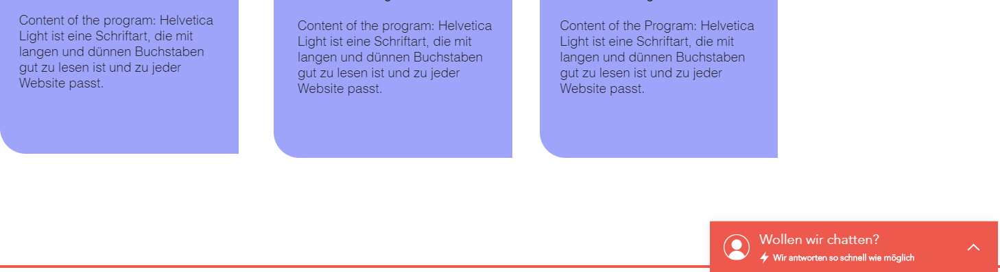 Content of the program: Helvetica
Light ist eine Schriftart, die mit
langen und dünnen Buchstaben
gut zu lesen ist und zu jeder
Website passt.
Content of the program: Helvetica
Light ist eine Schriftart, die mit
langen und dünnen Buchstaben
gut zu lesen ist und zu jeder
Website passt.
Content of the Program: Helvetica
Light ist eine Schriftart, die mit
langen und dünnen Buchstaben
gut zu lesen ist und zu jeder
Website passt.
Wollen wir chatten?
Wir antworten so schnell wie möglich